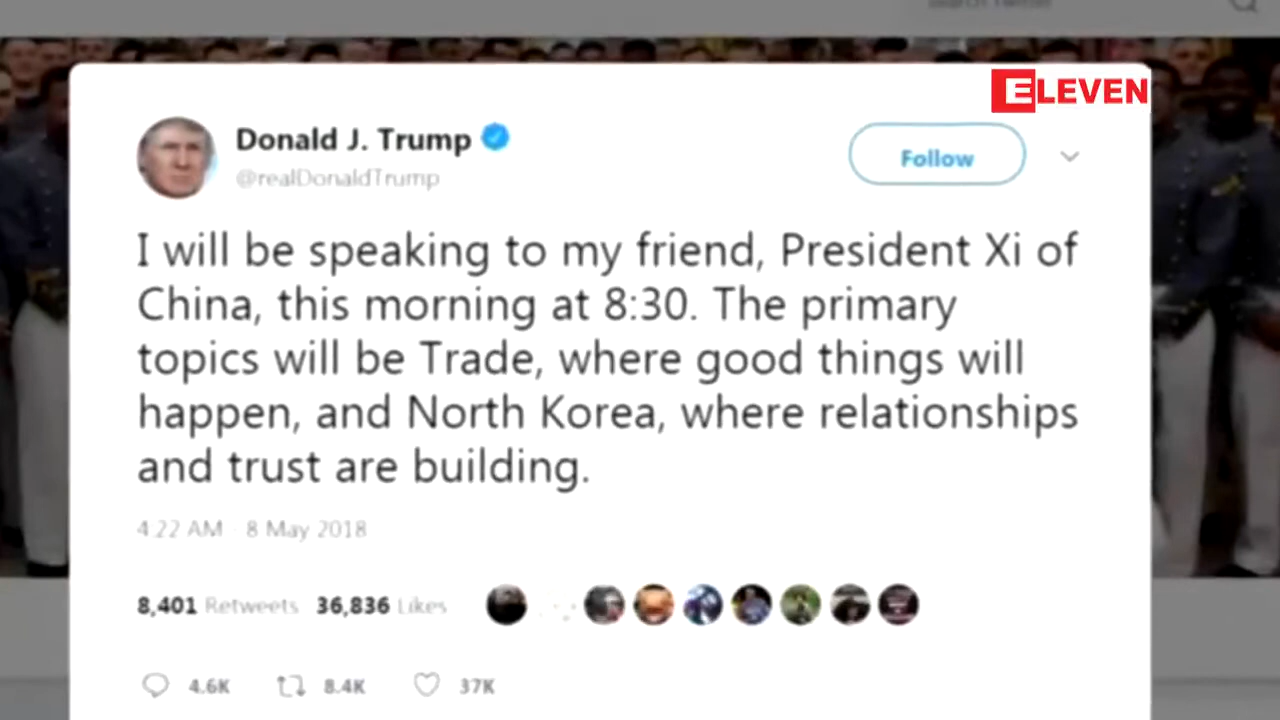 ELEVEN
Donald J. Trump
@realDonaldTrump
Follow
I will be speaking to my friend, President Xi of
China, this morning at 8:30. The primary
topics will be Trade, where good things will
happen, and North Korea, where relationships
and trust are building.
4:22 AM · 8 May 2018
8,401 Retweets 36,836 Likes
4.6K 8.4K 37K